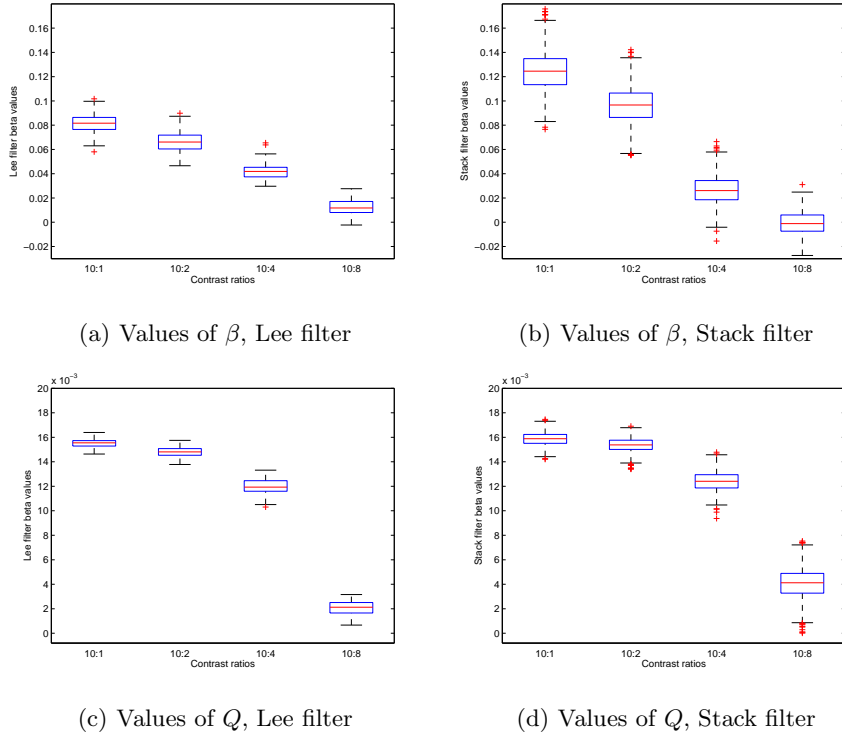 0.16
0.14
0.12
0.1
0.08
0.06
0.04
0.02
0
−0.02
Lee filter beta values
10:1 10:2 10:4 10:8
Contrast ratios
(a) Values of β, Lee filter
0.16
0.14
0.12
0.1
0.08
0.06
0.04
0.02
0
−0.02
Stack filter beta values
10:1 10:2 10:4 10:8
Contrast ratios
(b) Values of β, Stack filter
x 10⁻³
20
18
16
14
12
10
8
6
4
2
0
Lee filter beta values
10:1 10:2 10:4 10:8
Contrast ratios
(c) Values of Q, Lee filter
x 10⁻³
20
18
16
14
12
10
8
6
4
2
0
Stack filter beta values
10:1 10:2 10:4 10:8
Contrast ratios
(d) Values of Q, Stack filter